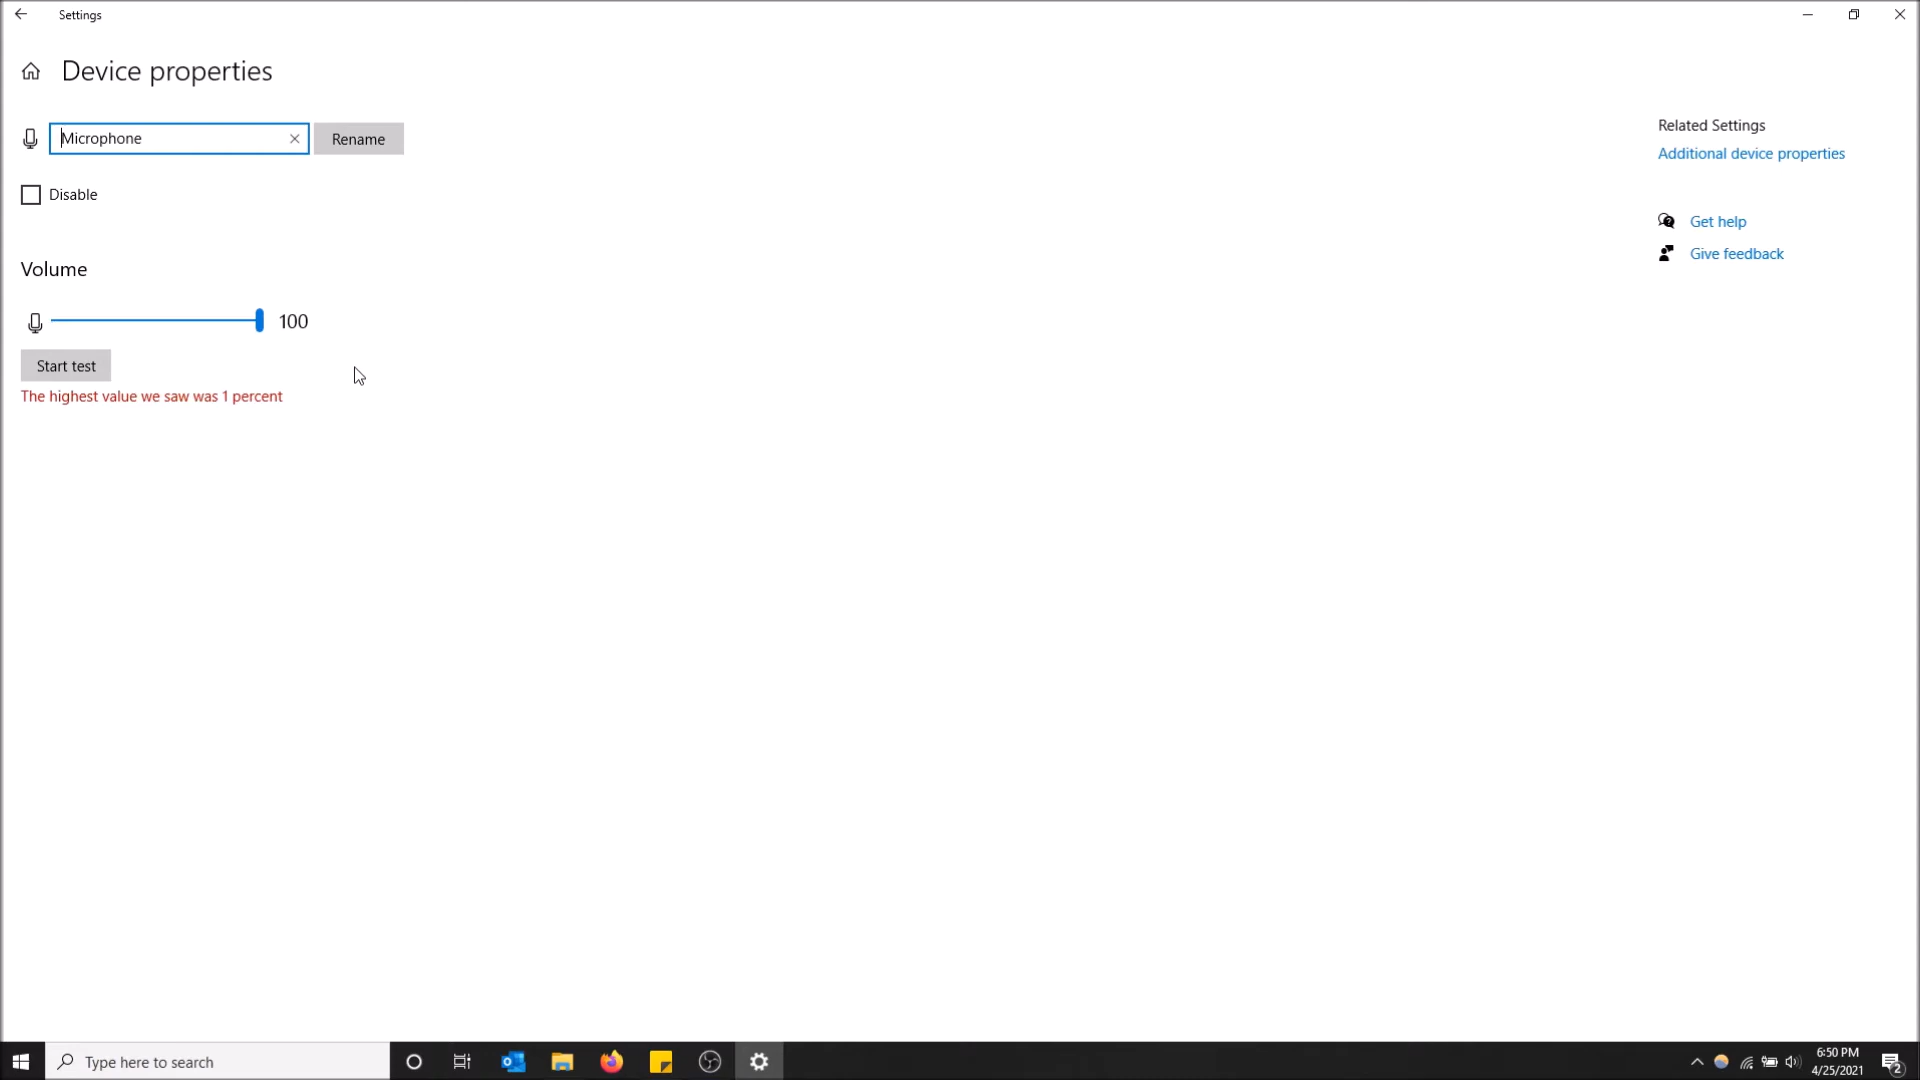 Settings
Device properties
Microphone
Rename
Disable
Volume
100
Start test
The highest value we saw was 1 percent
Related Settings
Additional device properties
Get help
Give feedback
Type here to search
6:50 PM
4/25/2021
2